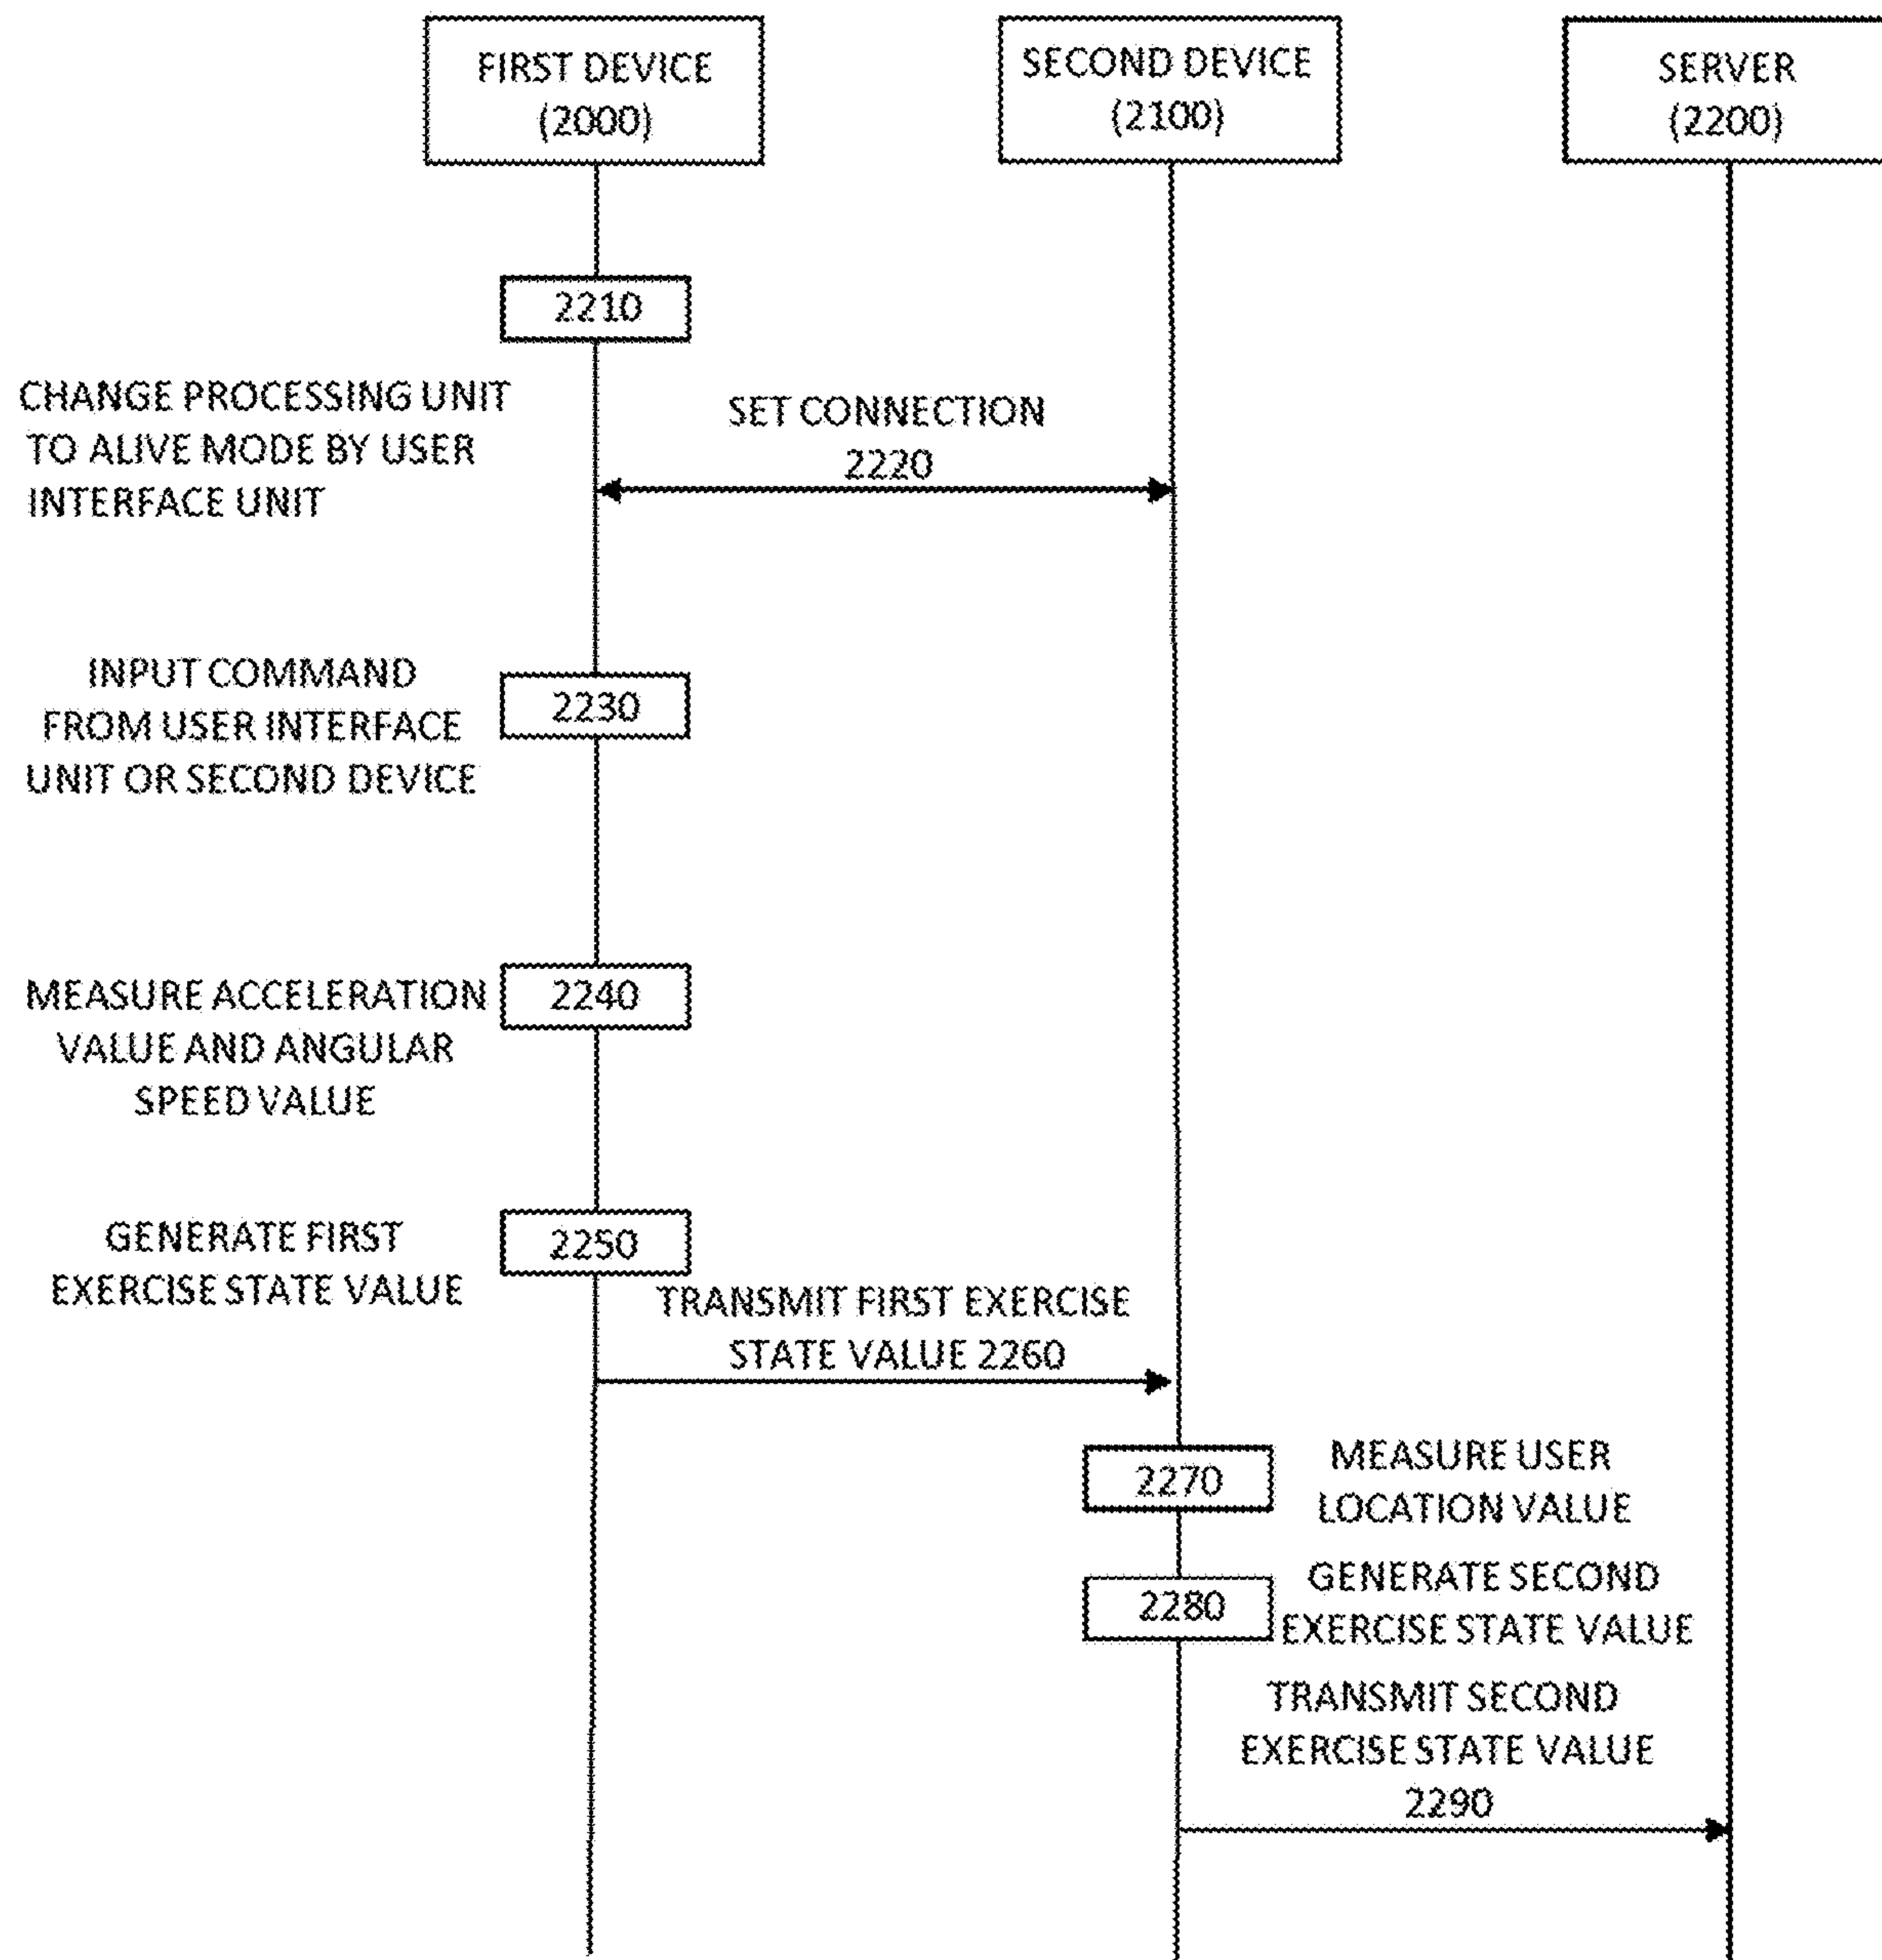 FIRST DEVICE
(2000)
SECOND DEVICE
(2100)
SERVER
(2200)
2210
CHANGE PROCESSING UNIT
TO ALIVE MODE BY USER
INTERFACE UNIT
SET CONNECTION
2220
INPUT COMMAND
FROM USER INTERFACE
UNIT OR SECOND DEVICE
2230
MEASURE ACCELERATION
VALUE AND ANGULAR
SPEED VALUE
2240
GENERATE FIRST
EXERCISE STATE VALUE
2250
TRANSMIT FIRST EXERCISE
STATE VALUE 2260
2270
MEASURE USER
LOCATION VALUE
2280
GENERATE SECOND
EXERCISE STATE VALUE
TRANSMIT SECOND
EXERCISE STATE VALUE
2290